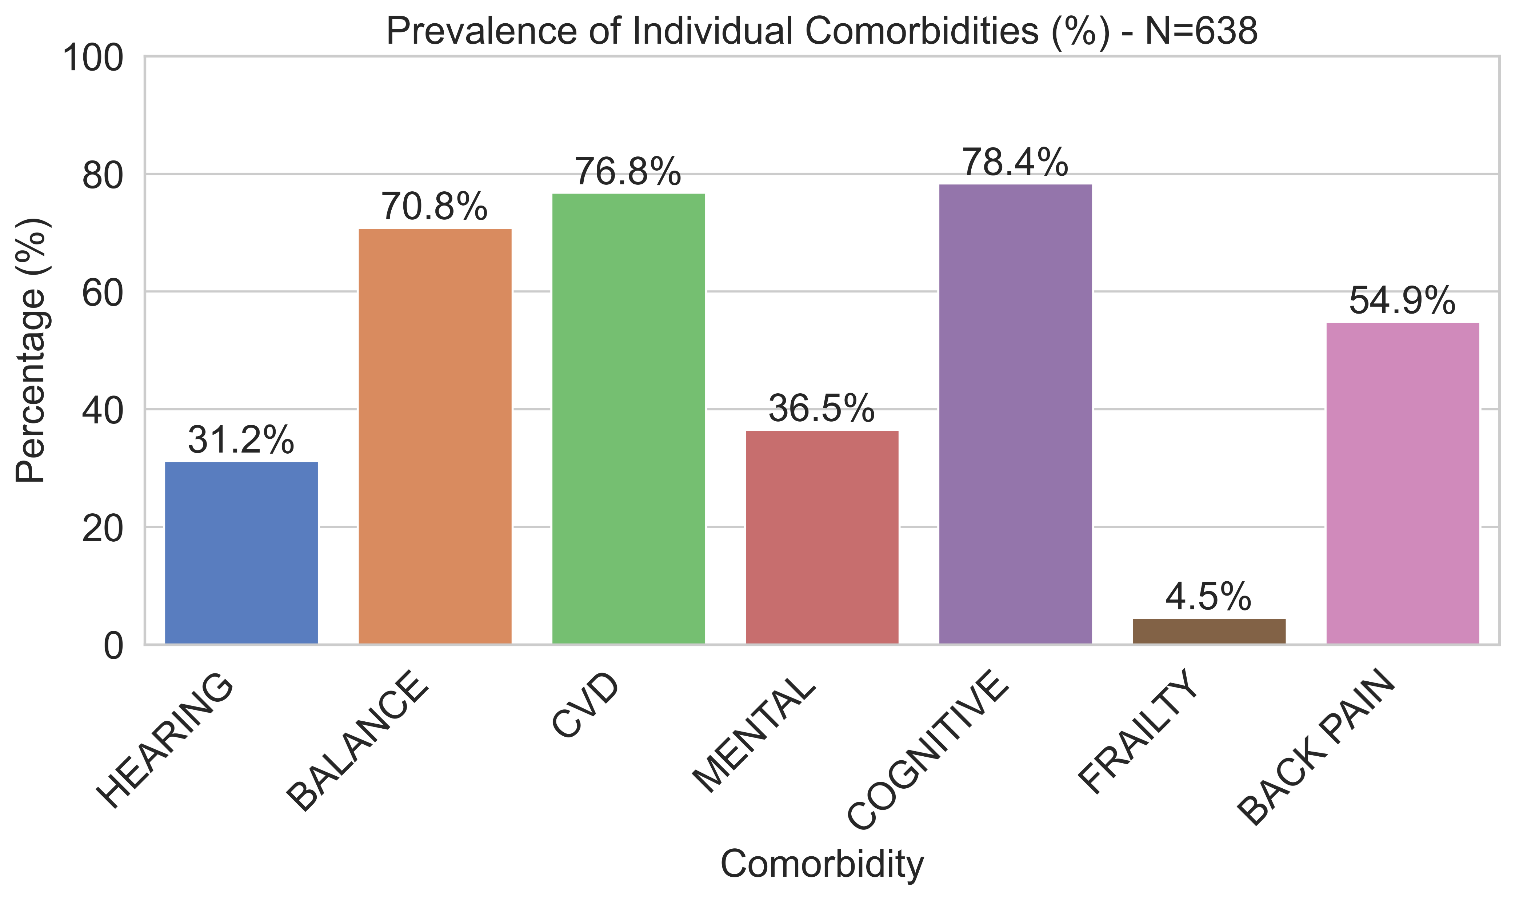 Prevalence of Individual Comorbidities (%) - N=638
Percentage (%)
100
80
60
40
20
0
31.2%
70.8%
76.8%
36.5%
78.4%
4.5%
54.9%
HEARING
BALANCE
CVD
MENTAL
COGNITIVE
FRAILTY
BACK PAIN
Comorbidity